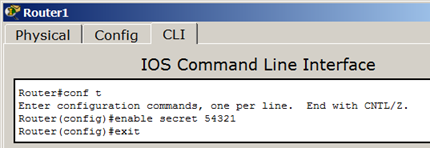 Router1
Physical Config CLI
IOS Command Line Interface
Router#conf t
Enter configuration commands, one per line.  End with CNTL/Z.
Router(config)#enable secret 54321
Router(config)#exit